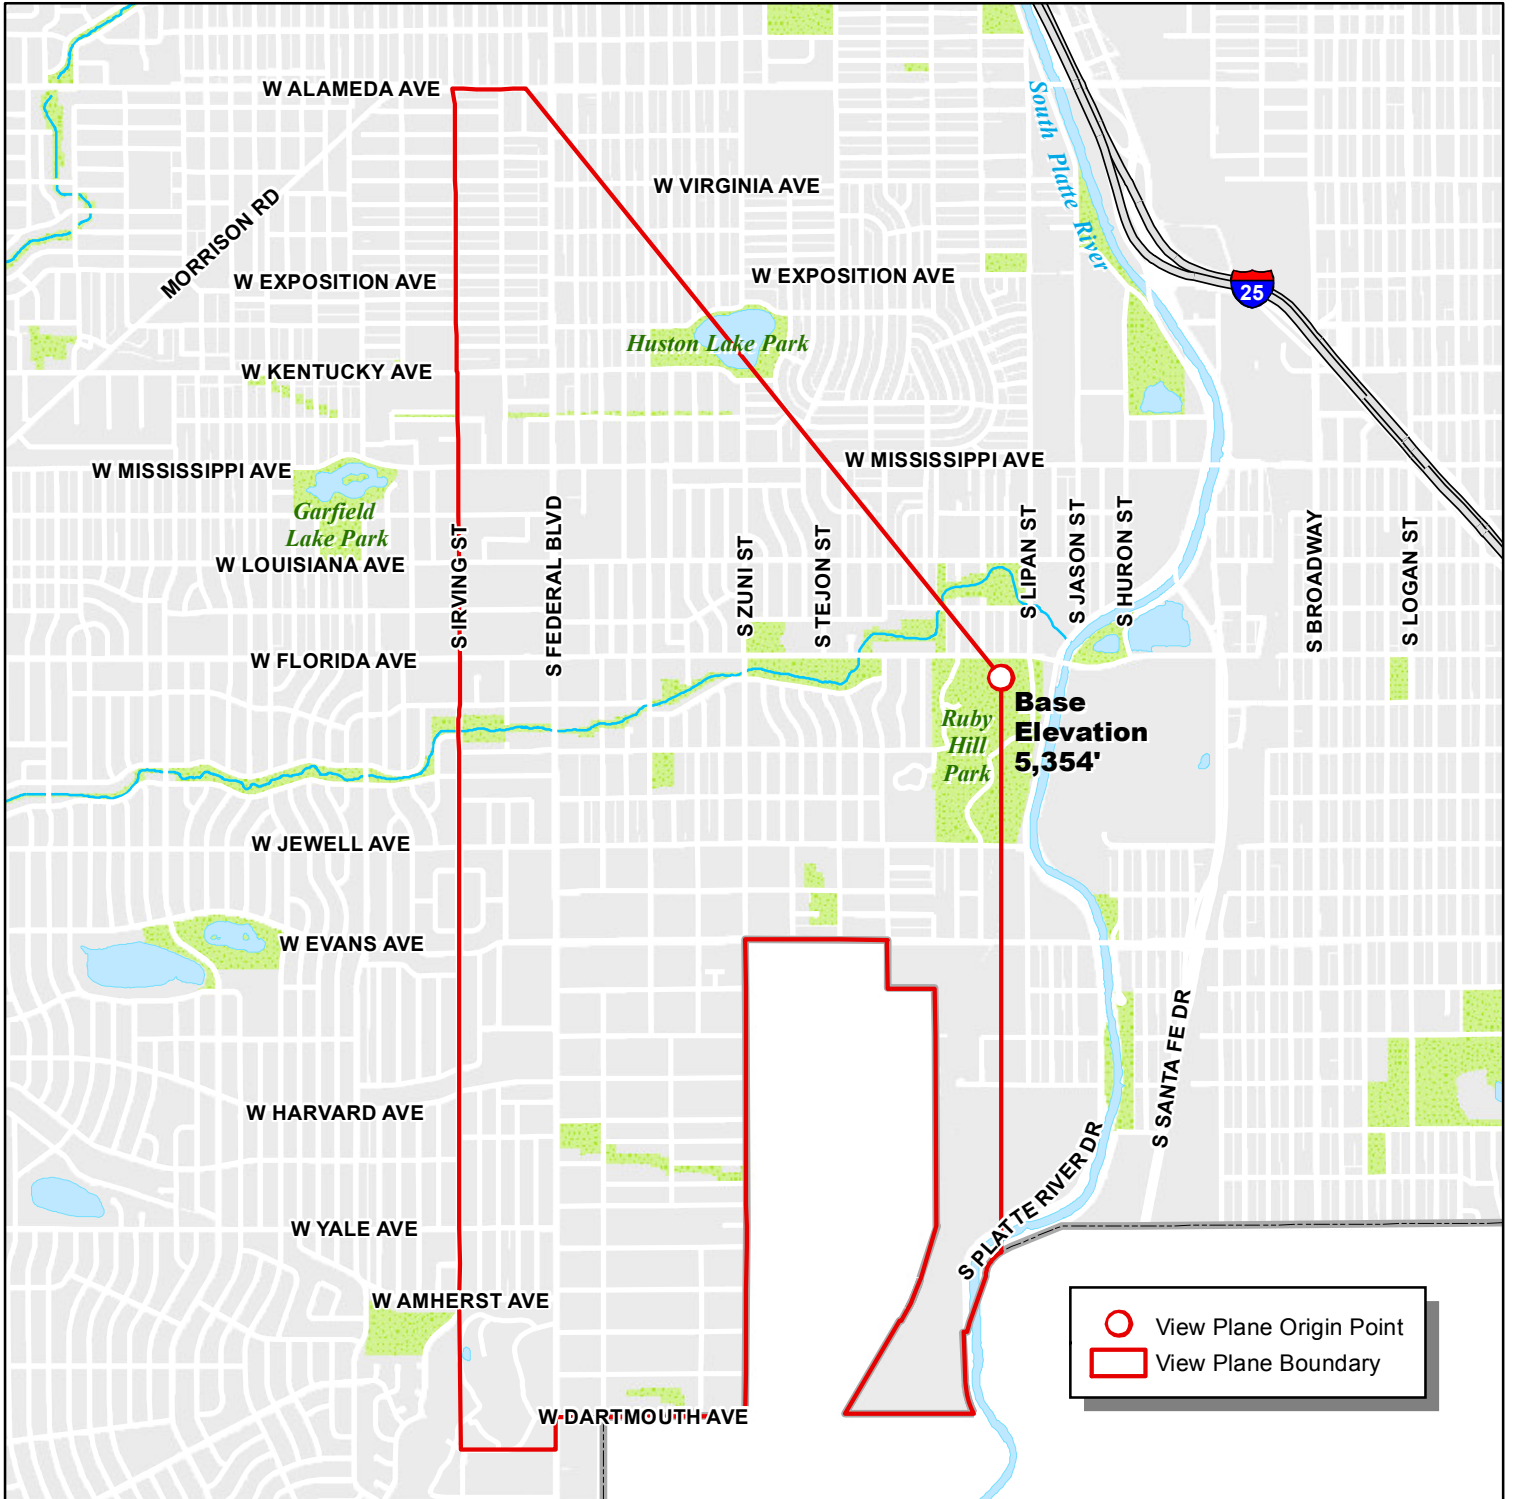 W ALAMEDA AVE
South Platte River
W VIRGINIA AVE
MORRISON RD
W EXPOSITION AVE
W EXPOSITION AVE
25
Huston Lake Park
W KENTUCKY AVE
W MISSISSIPPI AVE
W MISSISSIPPI AVE
Garfield
Lake Park
W LOUISIANA AVE
S IRVING ST
S FEDERAL BLVD
S ZUNI ST
S TEJON ST
S LIPAN ST
S JASON ST
S HURON ST
S BROADWAY
S LOGAN ST
W FLORIDA AVE
Base
Elevation
5,354'
Ruby
Hill
Park
W JEWELL AVE
W EVANS AVE
S SANTA FE DR
W HARVARD AVE
S PLATTE RIVER DR
W YALE AVE
W AMHERST AVE
View Plane Origin Point
View Plane Boundary
W DARTMOUTH AVE